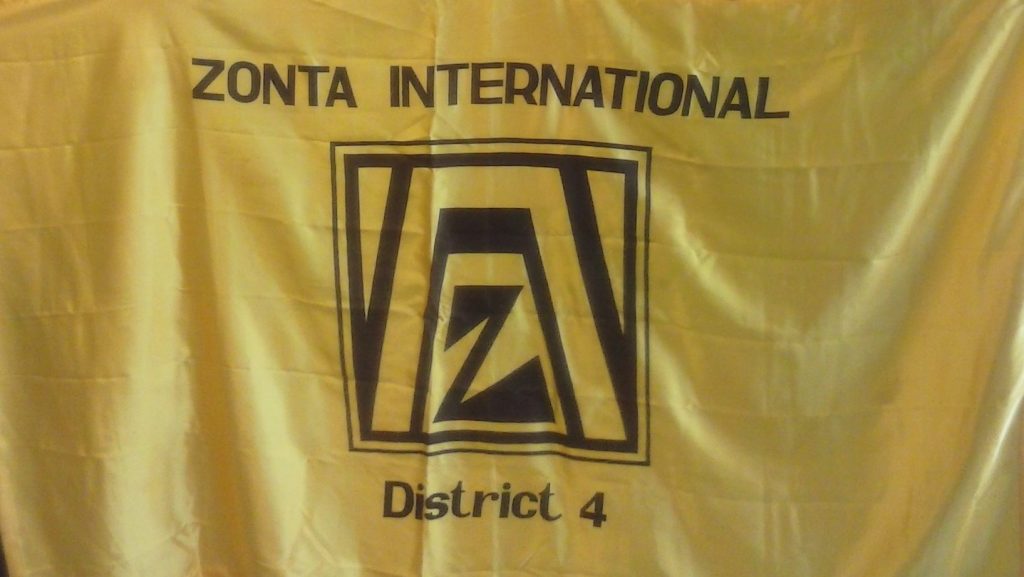 ZONTA INTERNATIONAL
Z
District 4